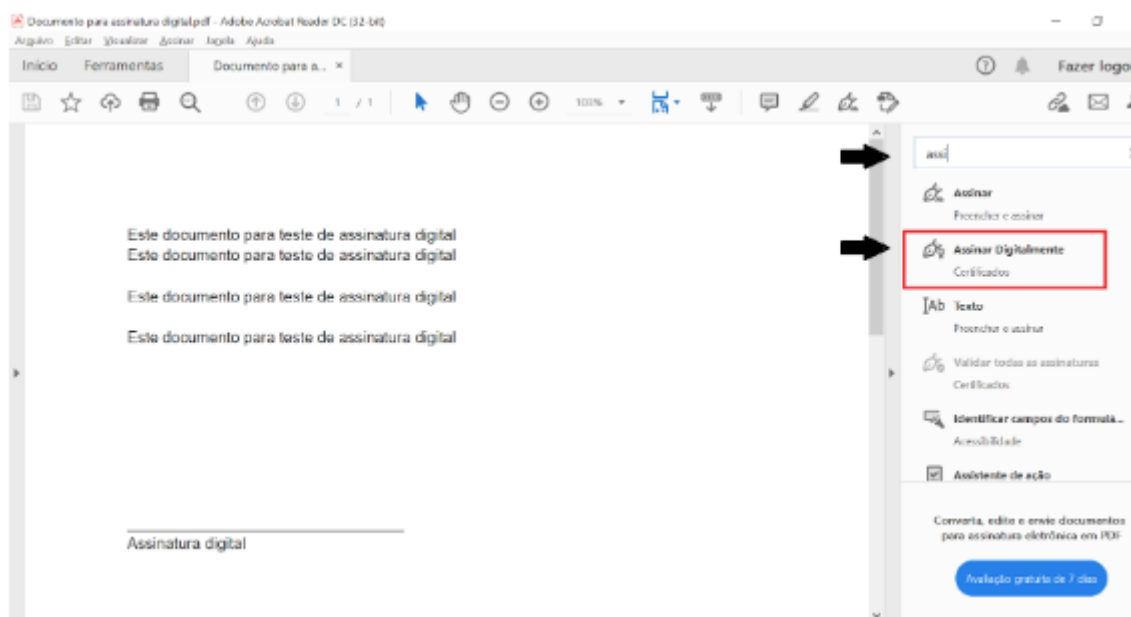 Documento para assinatura digital.pdf - Adobe Acrobat Reader DC (32-bit)
Arquivo Editar Visualizar Assinar Janela Ajuda
Início Ferramentas Documento para a... × Fazer logo
1 / 1 103%
assi
Assinar
Preencher e assinar
Este documento para teste de assinatura digital
Este documento para teste de assinatura digital
Assinar Digitalmente
Certificados
Este documento para teste de assinatura digital
Texto
Preencher e assinar
Este documento para teste de assinatura digital
Validar todas as assinaturas
Certificados
Identificar campos do formulá...
Acessibilidade
Assistente de ação
Assinatura digital
Converta, edite e envie documentos
para assinatura eletrônica em PDF
Avaliação gratuita de 7 dias